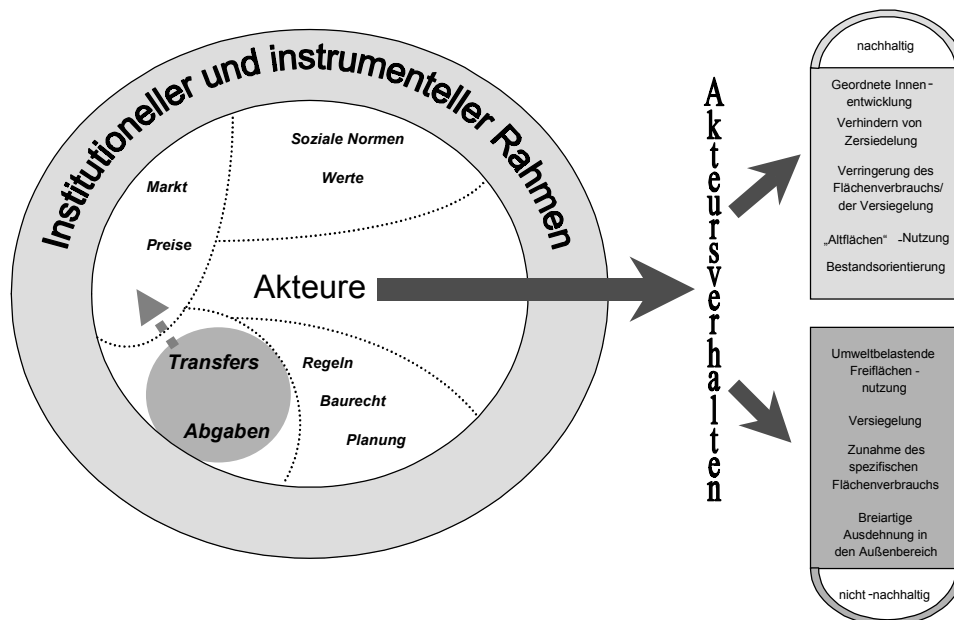 Institutioneller und instrumenteller Rahmen
Soziale Normen
Werte
Markt
Preise
Akteure
Transfers
Abgaben
Regeln
Baurecht
Planung
Akteursverhalten
nachhaltig
Geordnete Innen-
entwicklung
Verhindern von
Zersiedelung
Verringerung des
Flächenverbrauchs/
der Versiegelung
„Altflächen“ -Nutzung
Bestandsorientierung
Umweltbelastende
Freiflächen -
nutzung
Versiegelung
Zunahme des
spezifischen
Flächenverbrauchs
Breiartige
Ausdehnung in
den Außenbereich
nicht -nachhaltig